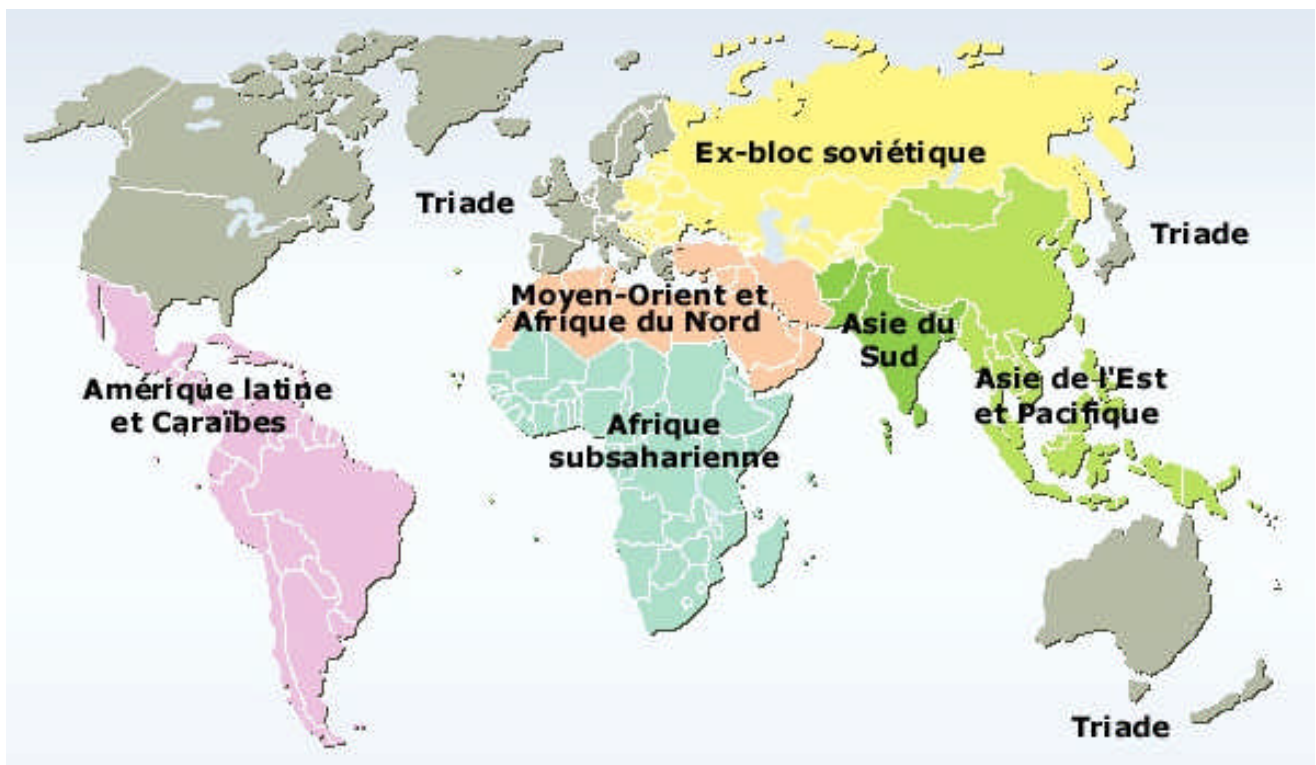 Ex-bloc soviétique
Triade
Triade
Moyen-Orient et
Afrique du Nord
Asie du
Sud
Amérique latine
et Caraïbes
Asie de l'Est
et Pacifique
Afrique
subsaharienne
Triade